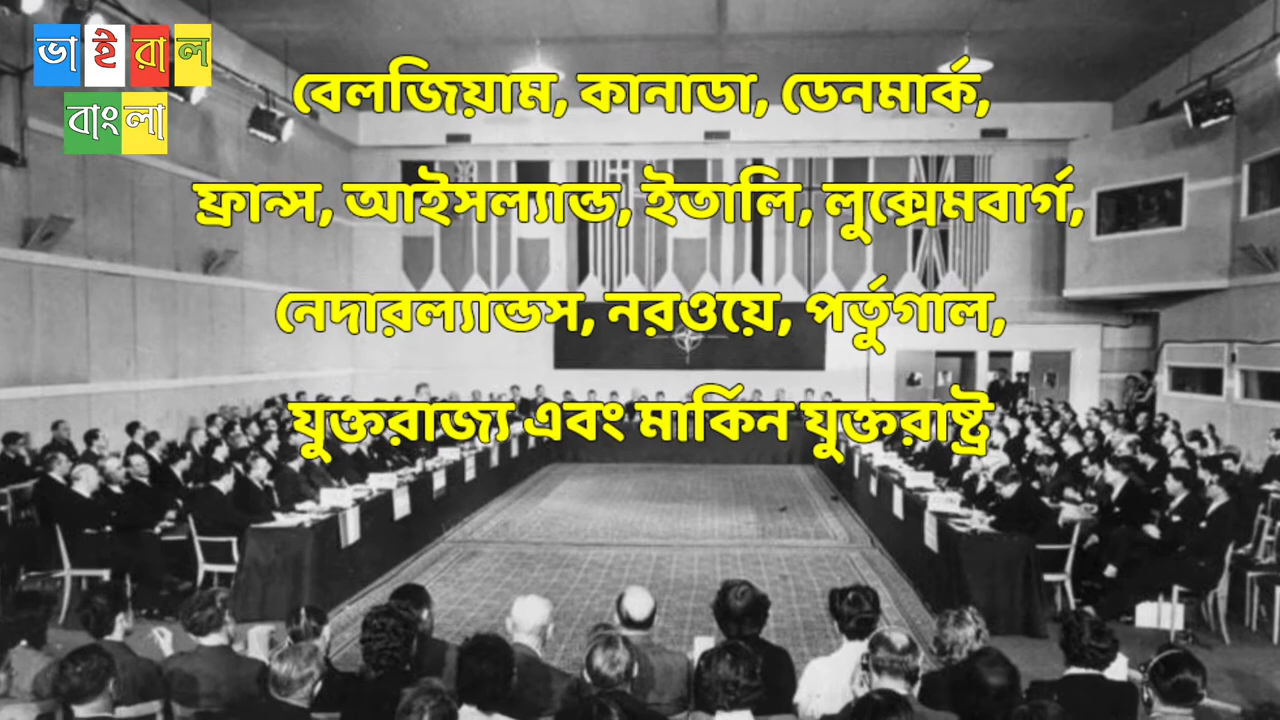 ভাইরাল
বাংলা
বেলজিয়াম, কানাডা, ডেনমার্ক,
ফ্রান্স, আইসল্যান্ড, ইতালি, লুক্সেমবার্গ,
নেদারল্যান্ডস, নরওয়ে, পর্তুগাল,
যুক্তরাজ্য এবং মার্কিন যুক্তরাষ্ট্র